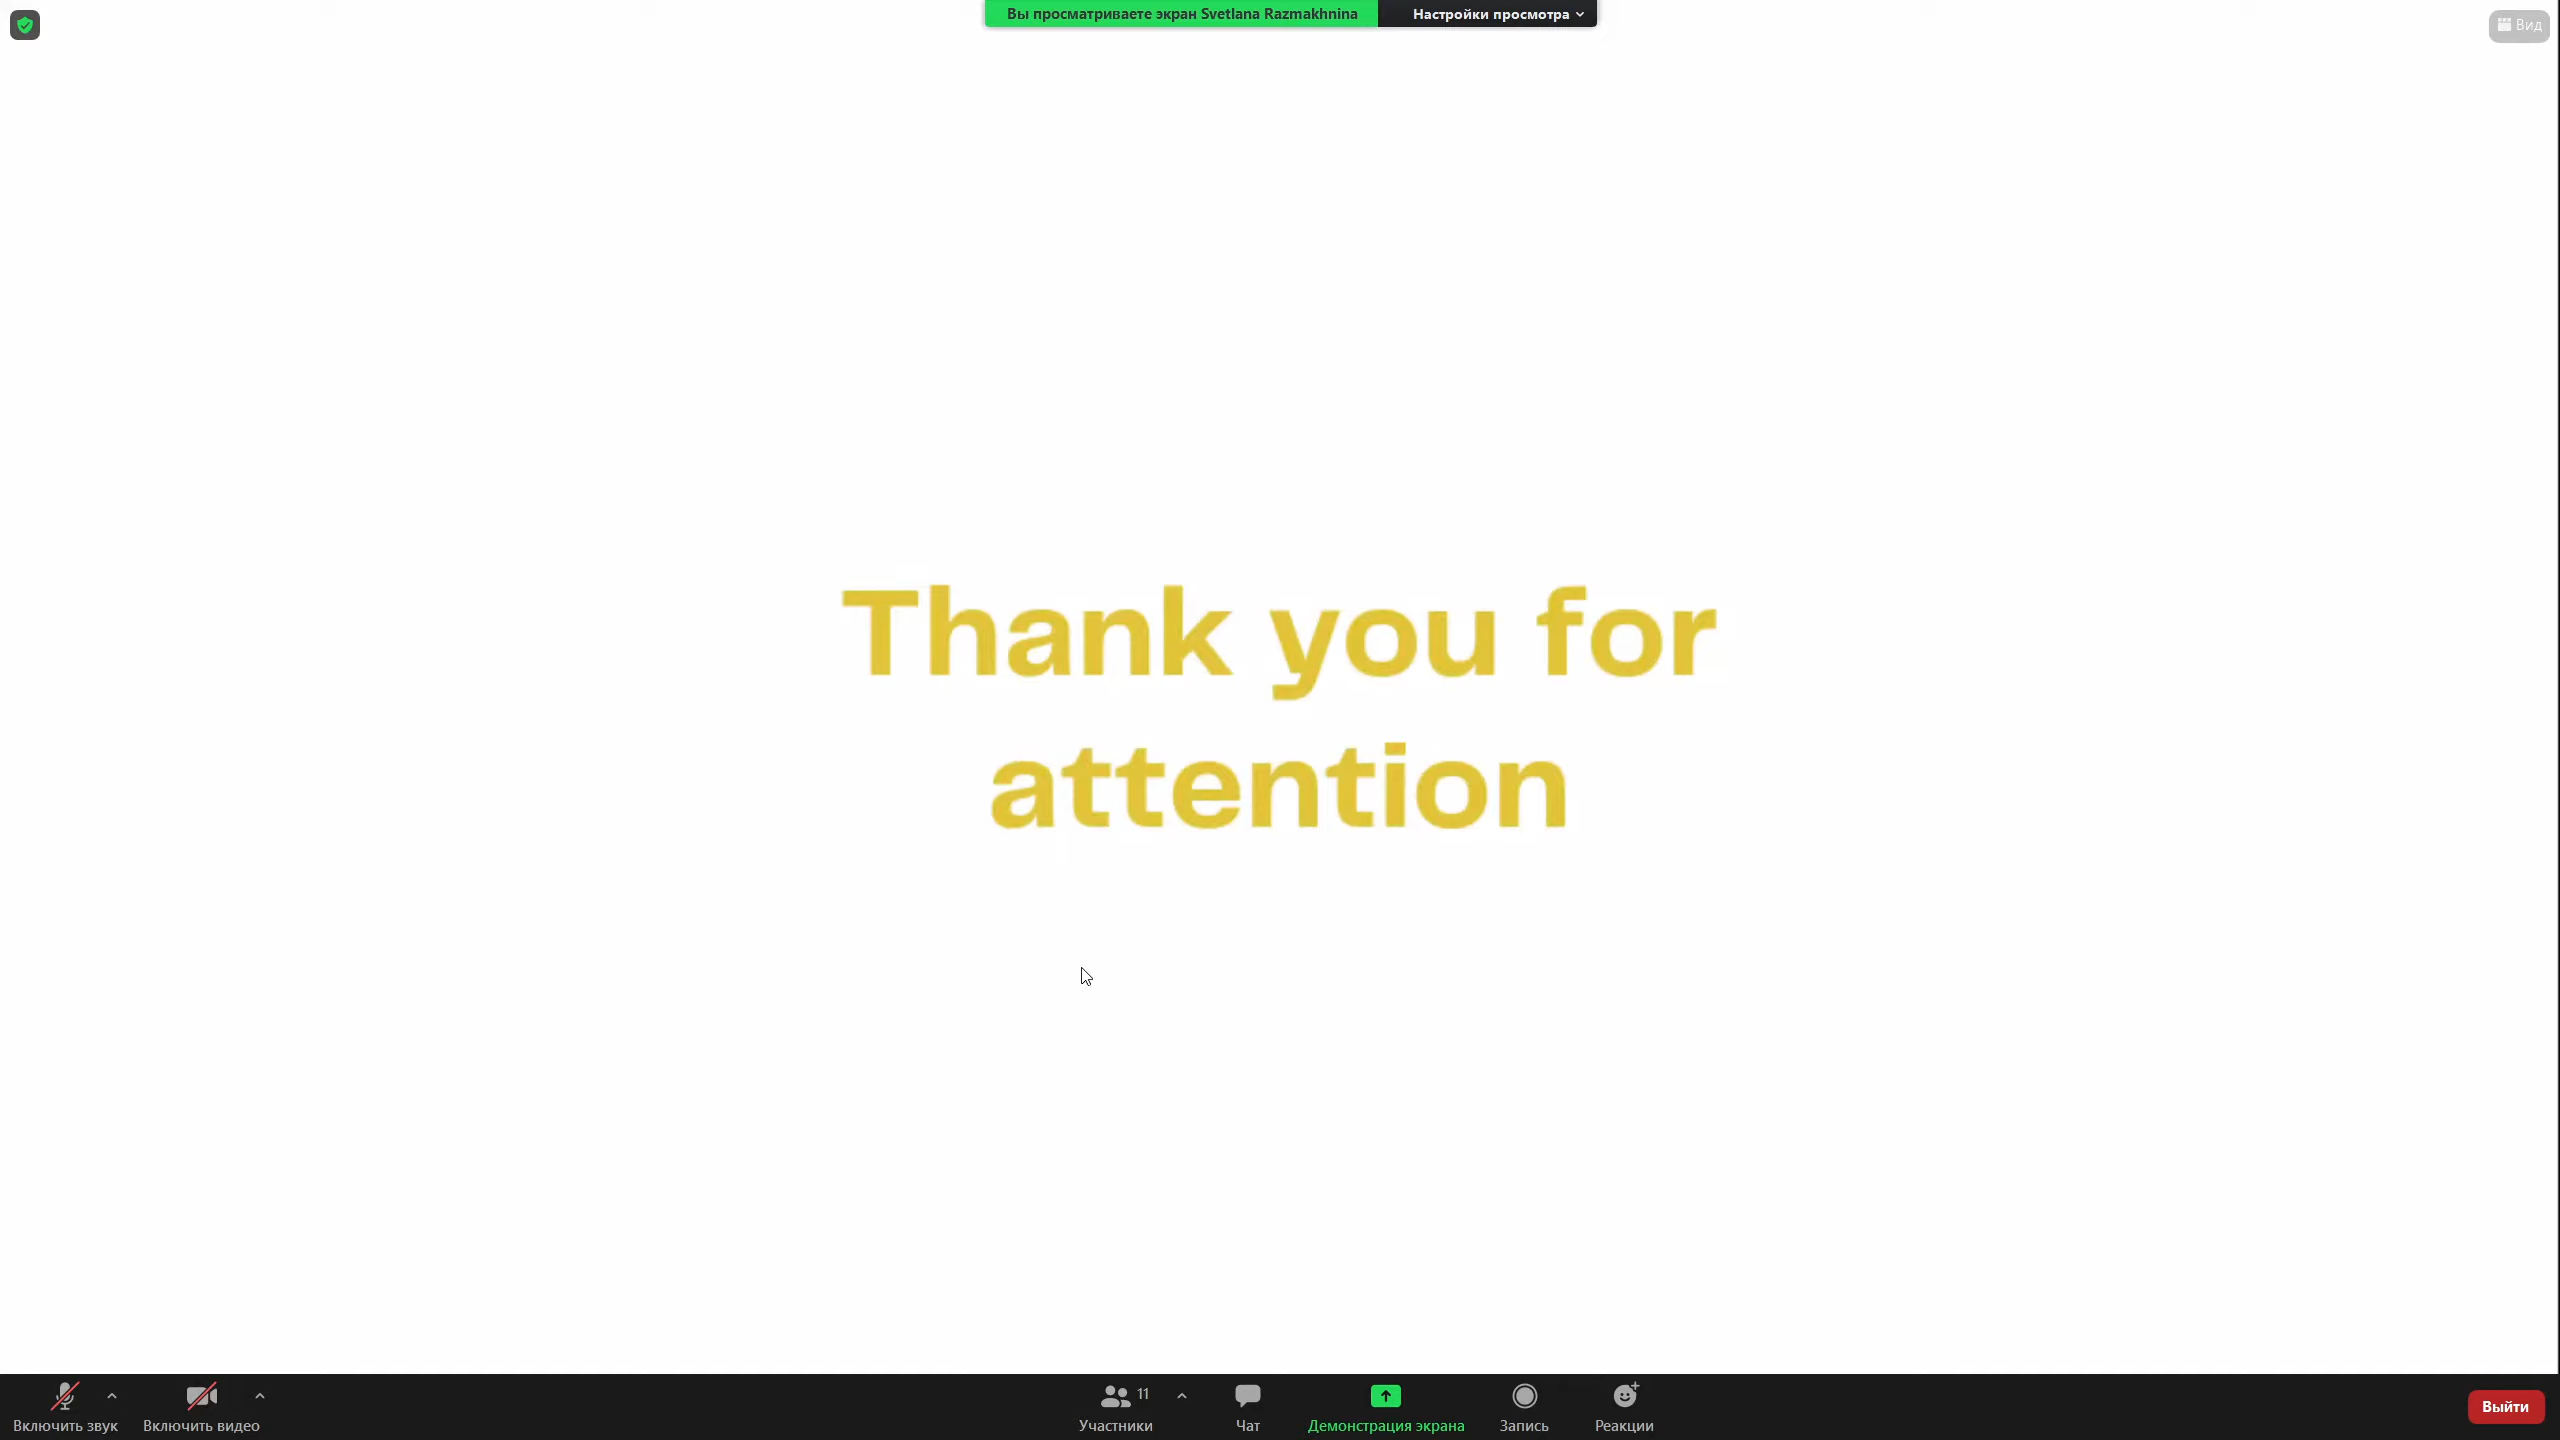 Вы просматриваете экран Svetlana Razmakhnina
Настройки просмотра
Вид
Thank you for
attention
Включить звук
Включить видео
11
Участники
Чат
Демонстрация экрана
Запись
Реакции
Выйти